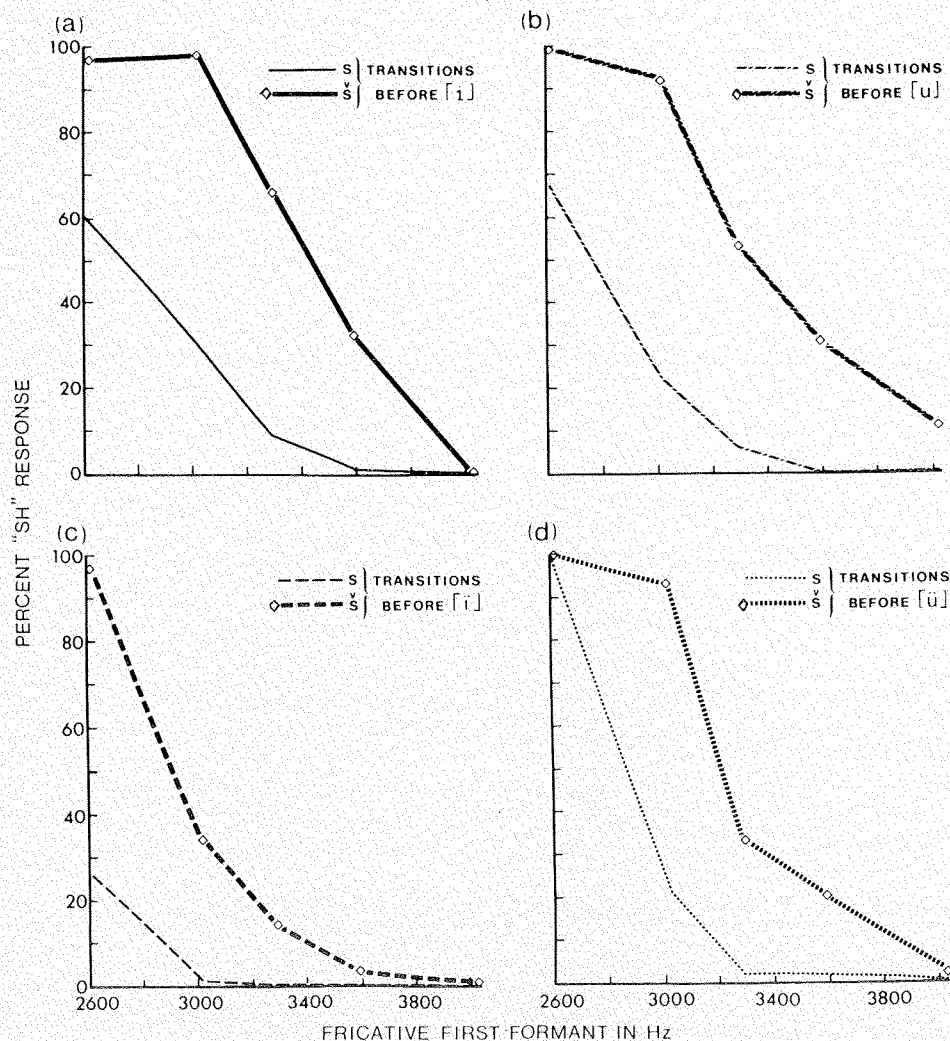 (a)
100
80
60
40
20
0
S } TRANSITIONS
š } BEFORE [i]
(b)
S } TRANSITIONS
š } BEFORE [u]
PERCENT "SH" RESPONSE
(c)
100
80
60
40
20
0
S } TRANSITIONS
š } BEFORE [ï]
2600 3000 3400 3800
(d)
S } TRANSITIONS
š } BEFORE [ü]
2600 3000 3400 3800
FRICATIVE FIRST FORMANT IN Hz